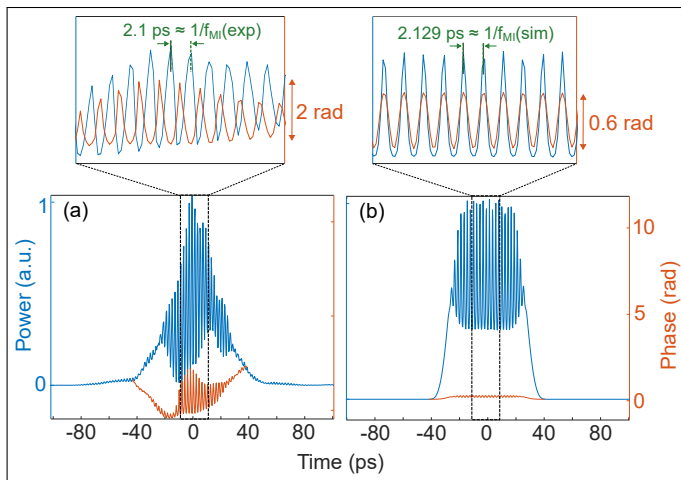 2.1 ps ≈ 1/fMI(exp)
2 rad
2.129 ps ≈ 1/fMI(sim)
0.6 rad
(a)
(b)
1
0
Power (a.u.)
10
5
0
Phase (rad)
-80 -40 0 40
-80 -40 0 40 80
Time (ps)